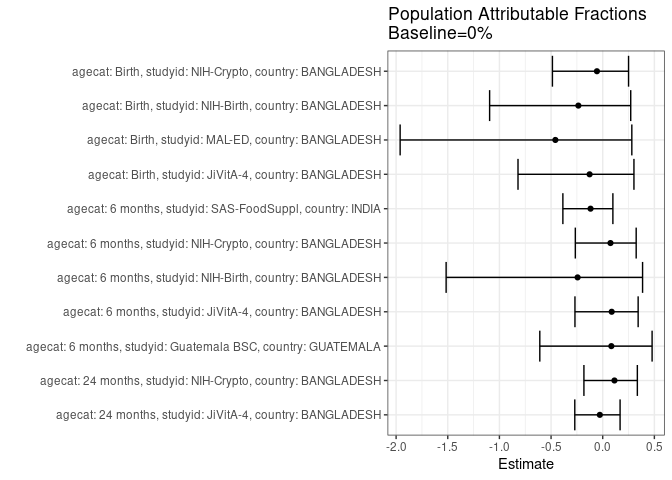 Population Attributable Fractions
Baseline=0%
agecat: Birth, studyid: NIH-Crypto, country: BANGLADESH
agecat: Birth, studyid: NIH-Birth, country: BANGLADESH
agecat: Birth, studyid: MAL-ED, country: BANGLADESH
agecat: Birth, studyid: JiVitA-4, country: BANGLADESH
agecat: 6 months, studyid: SAS-FoodSuppl, country: INDIA
agecat: 6 months, studyid: NIH-Crypto, country: BANGLADESH
agecat: 6 months, studyid: NIH-Birth, country: BANGLADESH
agecat: 6 months, studyid: JiVitA-4, country: BANGLADESH
agecat: 6 months, studyid: Guatemala BSC, country: GUATEMALA
agecat: 24 months, studyid: NIH-Crypto, country: BANGLADESH
agecat: 24 months, studyid: JiVitA-4, country: BANGLADESH
-2.0 -1.5 -1.0 -0.5 0.0 0.5
Estimate